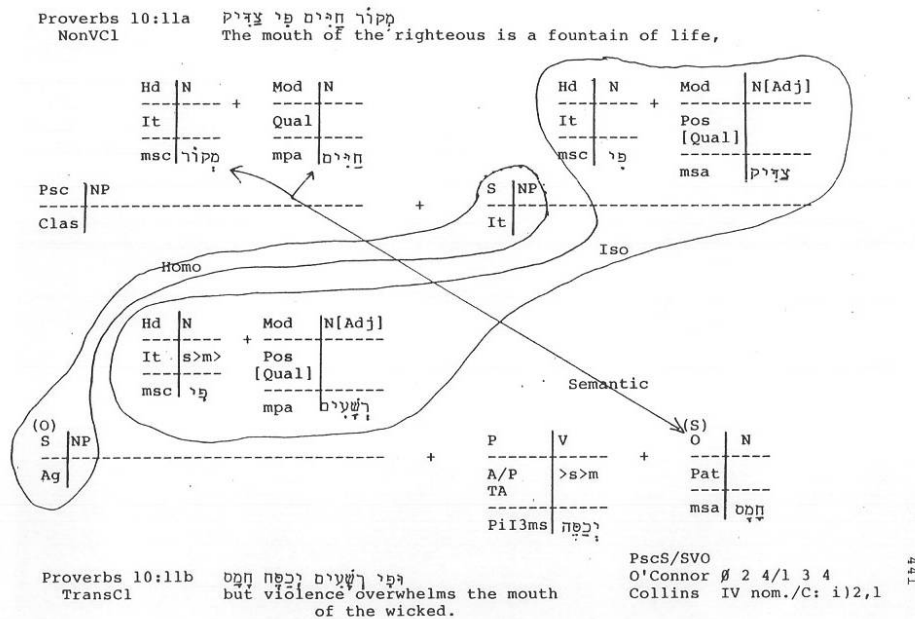 Proverbs 10:11a מְקוֹר חַיִּים פִּי צַדִּיק
NonVCl The mouth of the righteous is a fountain of life,
Hd N Mod N Hd N Mod N[Adj]
+ +
It Qual It Pos
[Qual]
msc מְקוֹר mpa חַיִּים msc פִּי msa צַדִּיק
Psc NP S NP
+
Clas It
Homo Iso
Hd N Mod N[Adj]
+
It s>m> Pos
[Qual]
msc פִּי mpa רְשָׁעִים
Semantic
(O) (S)
S NP P V O N
+ +
Ag A/P >s>m Pat
TA
PiI3ms יְכַסֶּה msa חָמָס
Proverbs 10:11b וּפִי רְשָׁעִים יְכַסֶּה חָמָס
TransCl but violence overwhelms the mouth
of the wicked.
PscS/SVO
O'Connor Ø 2 4/1 3 4
Collins IV nom./C: i)2,1
441